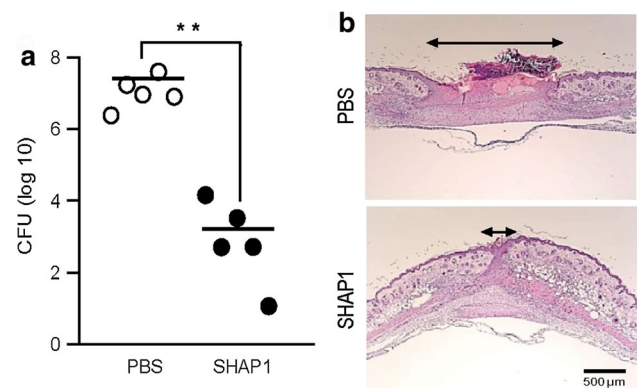 a
* *
8
6
4
2
0
CFU (log 10)
PBS
SHAP1
b
PBS
SHAP1
500 µm